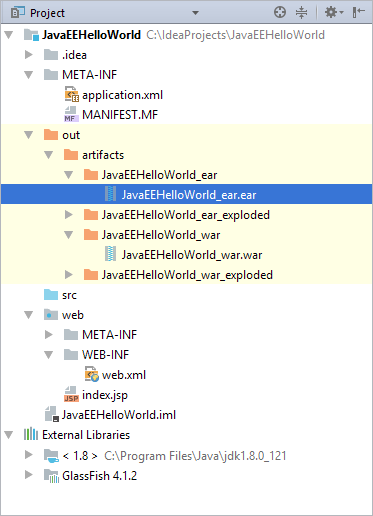 Project
JavaEEHelloWorld C:\IdeaProjects\JavaEEHelloWorld
.idea
META-INF
application.xml
MF MANIFEST.MF
out
artifacts
JavaEEHelloWorld_ear
JavaEEHelloWorld_ear.ear
JavaEEHelloWorld_ear_exploded
JavaEEHelloWorld_war
JavaEEHelloWorld_war.war
JavaEEHelloWorld_war_exploded
src
web
META-INF
WEB-INF
web.xml
JSP index.jsp
JavaEEHelloWorld.iml
External Libraries
< 1.8 > C:\Program Files\Java\jdk1.8.0_121
GlassFish 4.1.2